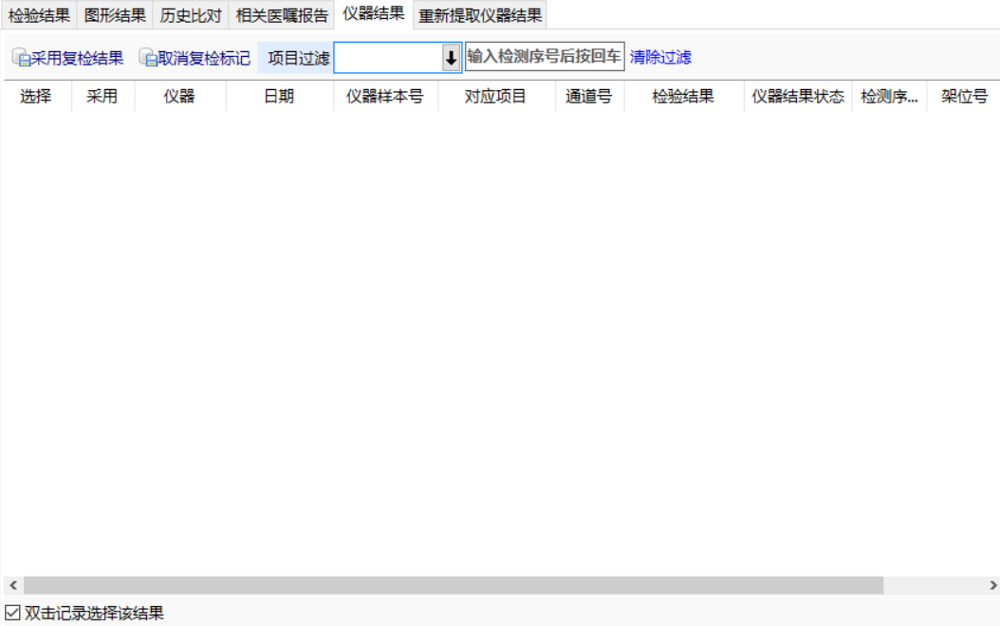 检验结果 图形结果 历史比对 相关医嘱报告 仪器结果 重新提取仪器结果
采用复检结果 取消复检标记 项目过滤 输入检测序号后按回车 清除过滤
选择 采用 仪器 日期 仪器样本号 对应项目 通道号 检验结果 仪器结果状态 检测序... 架位号
双击记录选择该结果